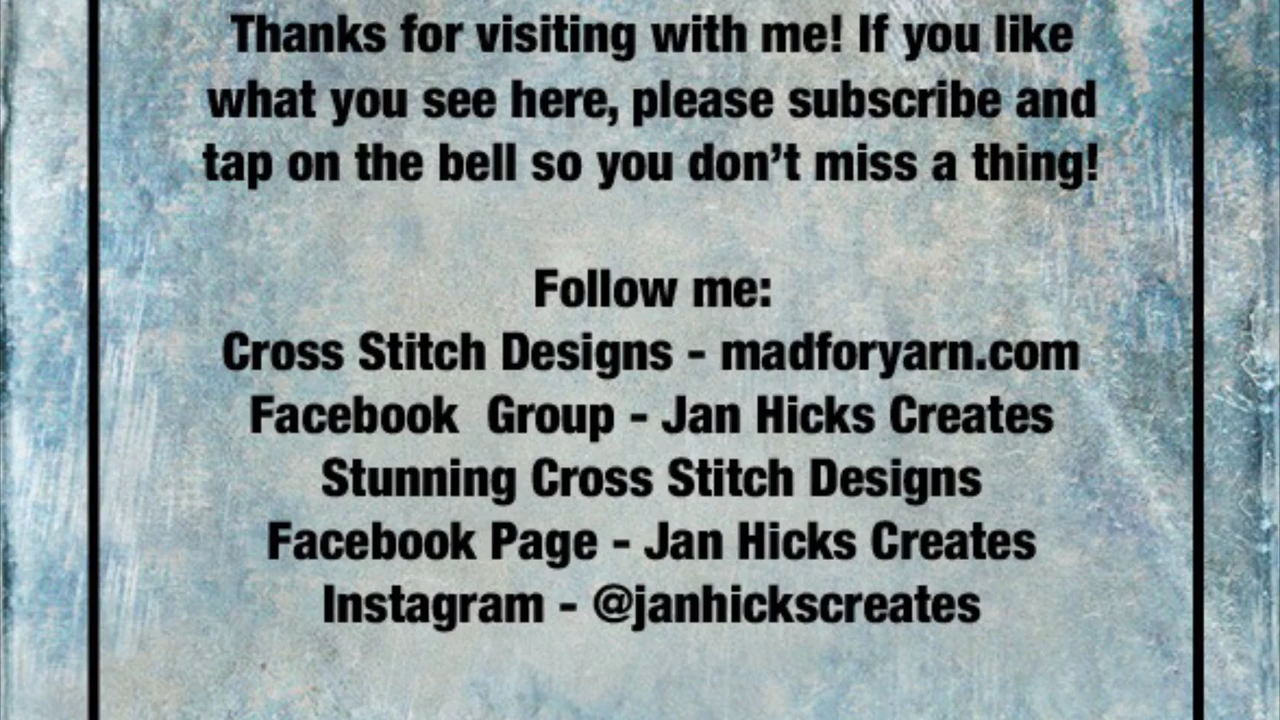 Thanks for visiting with me! If you like
what you see here, please subscribe and
tap on the bell so you don’t miss a thing!
Follow me:
Cross Stitch Designs - madforyarn.com
Facebook  Group - Jan Hicks Creates
Stunning Cross Stitch Designs
Facebook Page - Jan Hicks Creates
Instagram - @janhickscreates